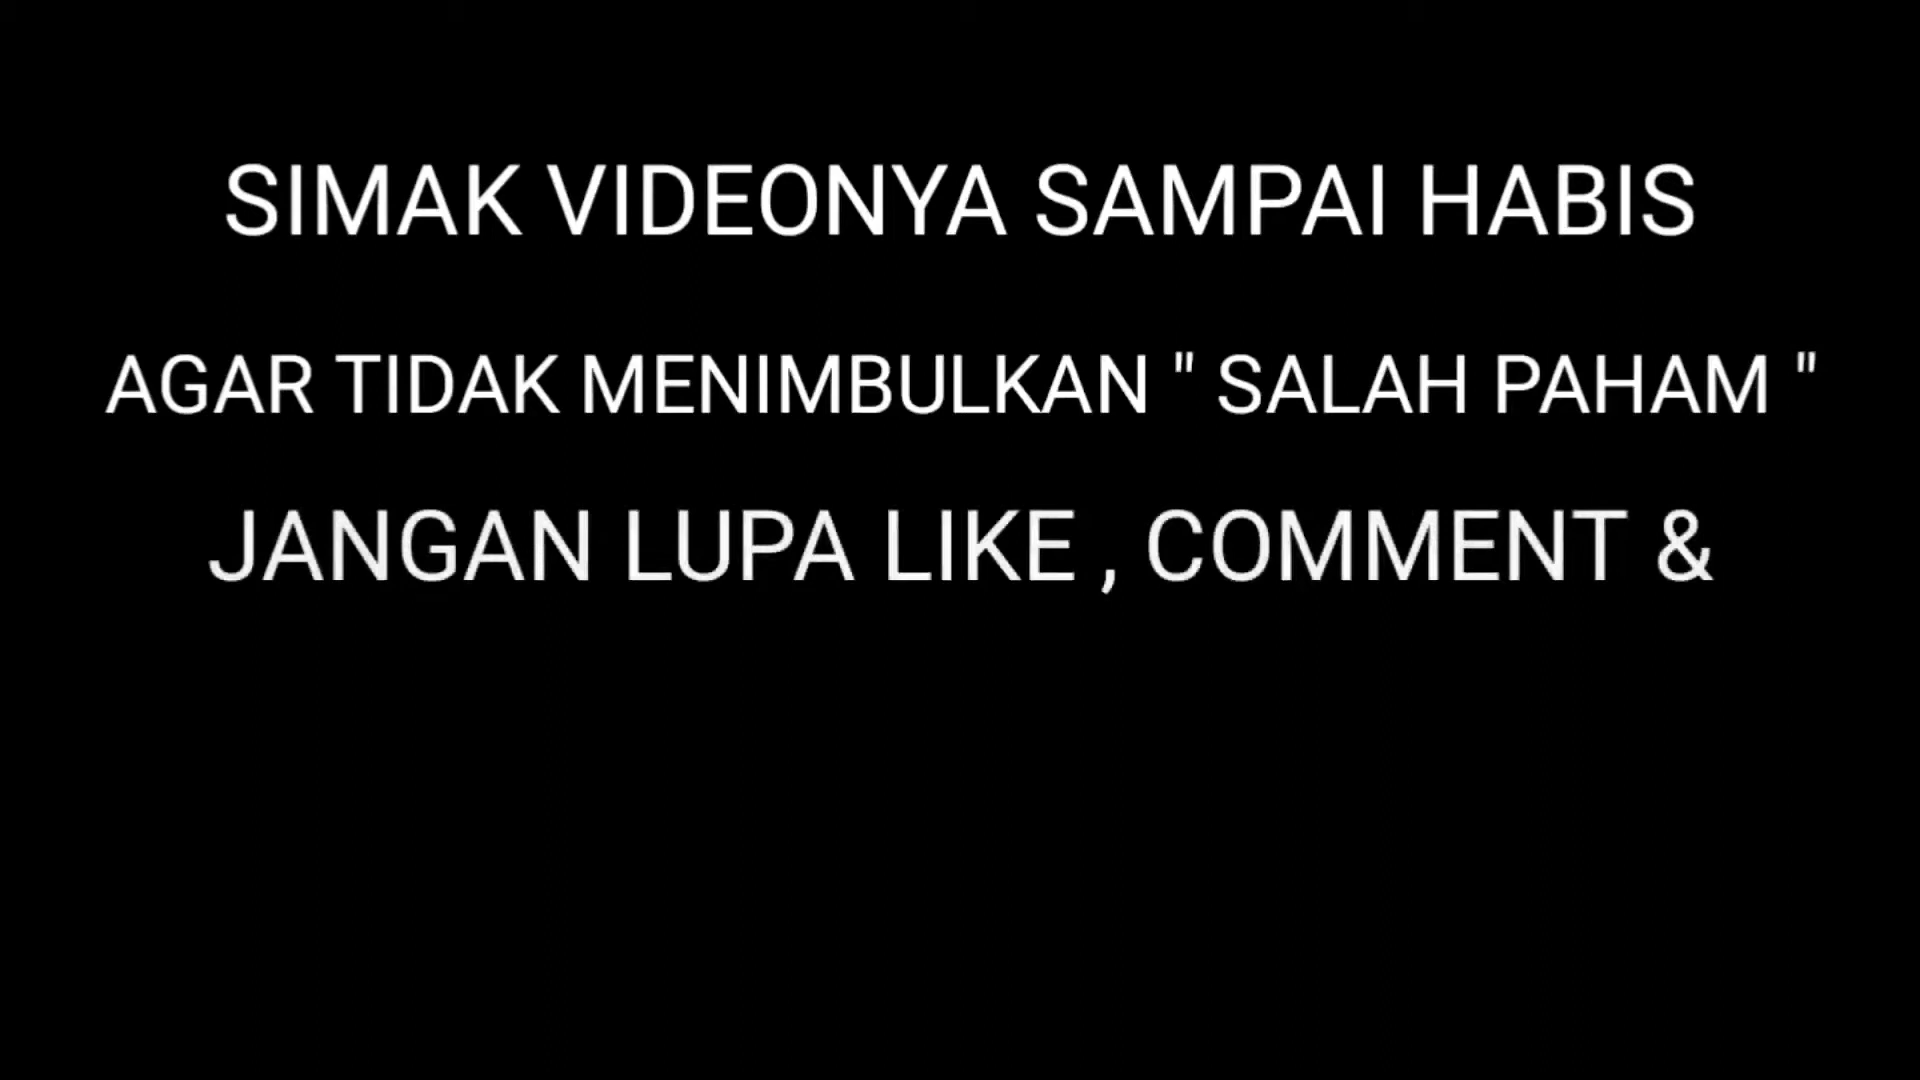 SIMAK VIDEONYA SAMPAI HABIS
AGAR TIDAK MENIMBULKAN " SALAH PAHAM "
JANGAN LUPA LIKE , COMMENT &